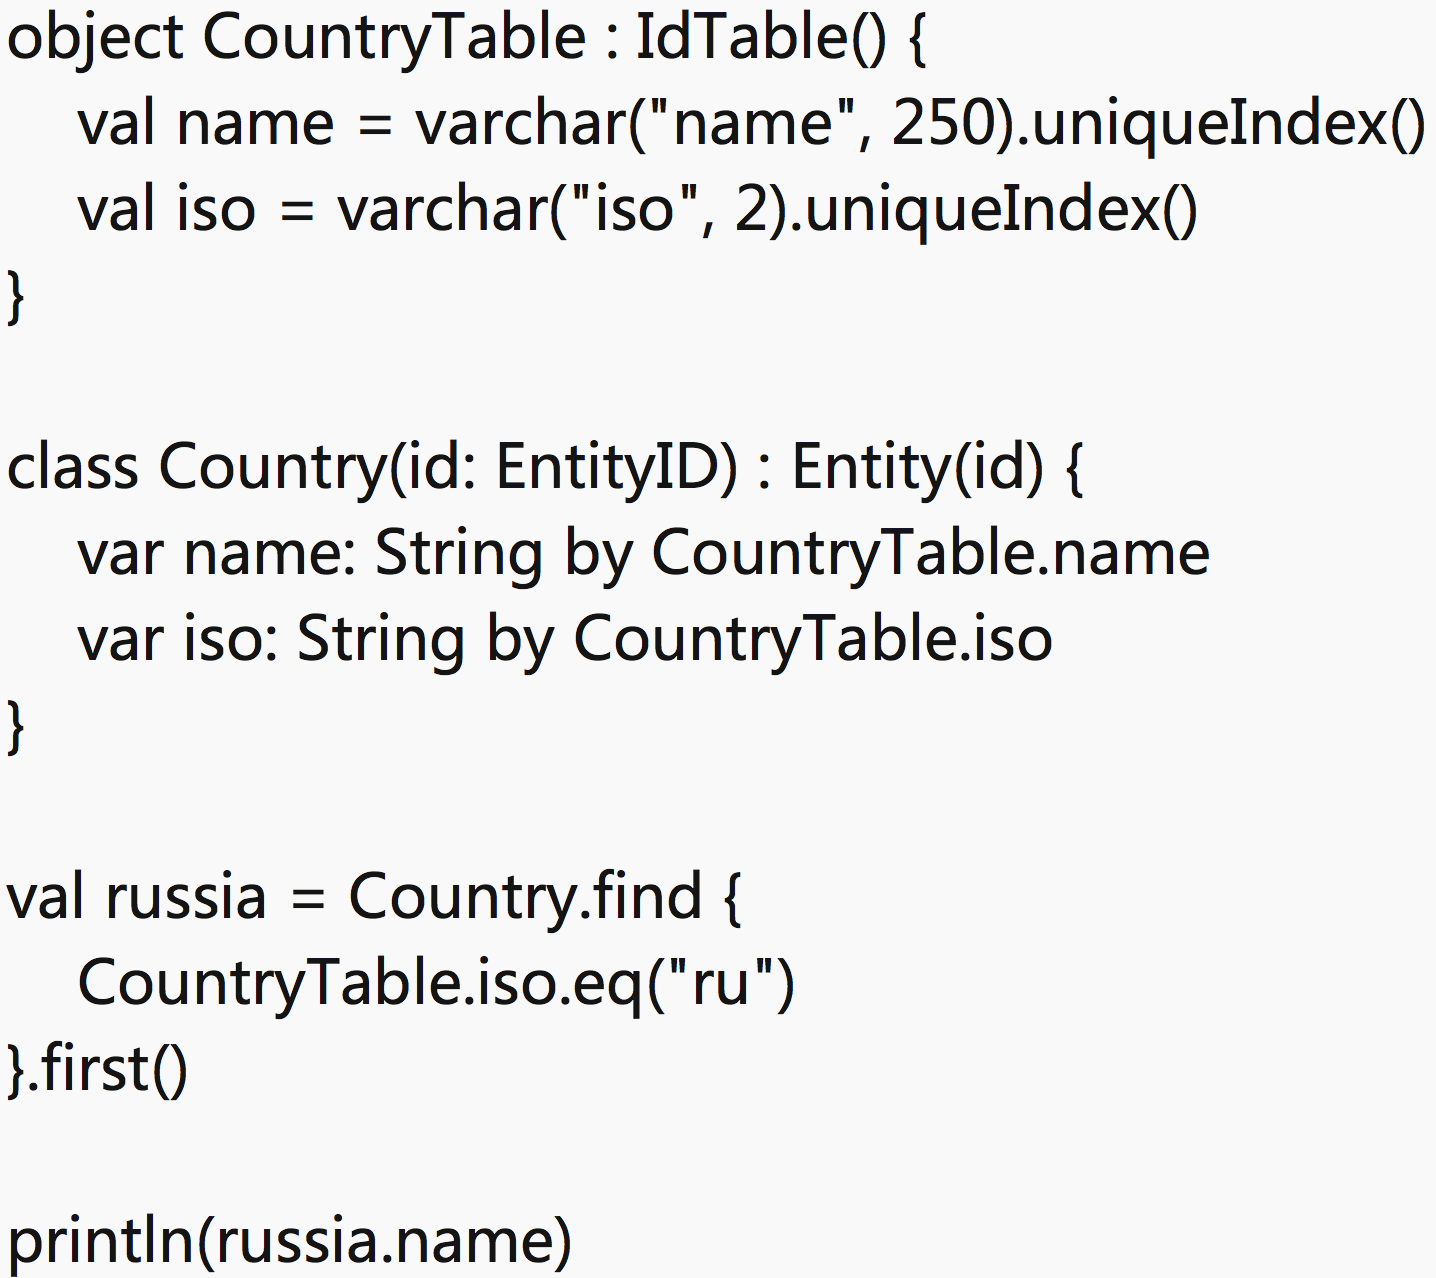 object CountryTable : IdTable() {
    val name = varchar("name", 250).uniqueIndex()
    val iso = varchar("iso", 2).uniqueIndex()
}

class Country(id: EntityID) : Entity(id) {
    var name: String by CountryTable.name
    var iso: String by CountryTable.iso
}

val russia = Country.find {
    CountryTable.iso.eq("ru")
}.first()

println(russia.name)